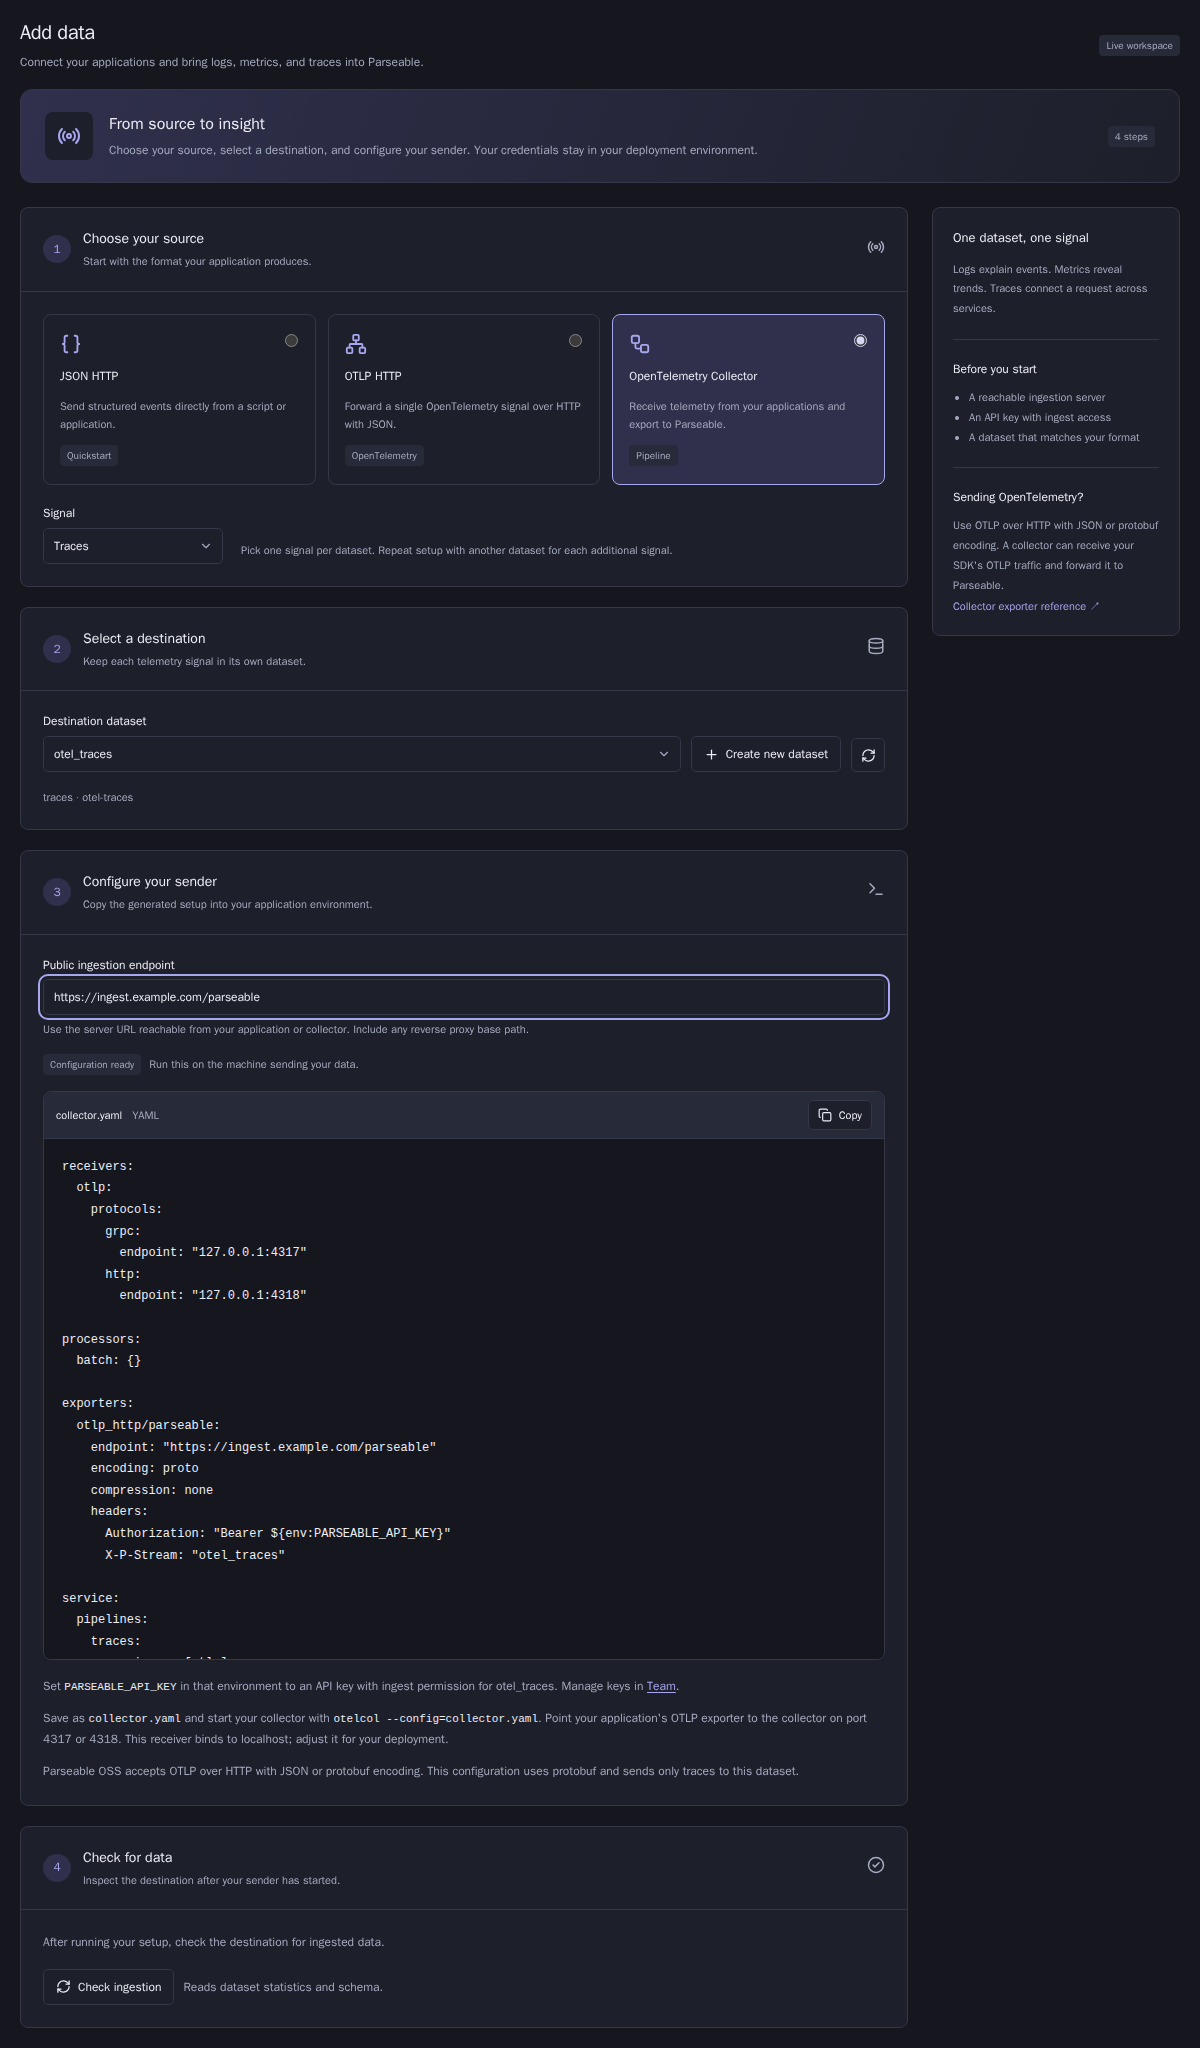 Add data
Connect your applications and bring logs, metrics, and traces into Parseable.
Live workspace
From source to insight
Choose your source, select a destination, and configure your sender. Your credentials stay in your deployment environment.
4 steps
1
Choose your source
Start with the format your application produces.
JSON HTTP
Send structured events directly from a script or
application.
Quickstart
OTLP HTTP
Forward a single OpenTelemetry signal over HTTP
with JSON.
OpenTelemetry
OpenTelemetry Collector
Receive telemetry from your applications and
export to Parseable.
Pipeline
Signal
Traces
Pick one signal per dataset. Repeat setup with another dataset for each additional signal.
2
Select a destination
Keep each telemetry signal in its own dataset.
Destination dataset
otel_traces
Create new dataset
traces · otel-traces
3
Configure your sender
Copy the generated setup into your application environment.
Public ingestion endpoint
https://ingest.example.com/parseable
Use the server URL reachable from your application or collector. Include any reverse proxy base path.
Configuration ready
Run this on the machine sending your data.
collector.yaml YAML
Copy
receivers:
  otlp:
    protocols:
      grpc:
        endpoint: "127.0.0.1:4317"
      http:
        endpoint: "127.0.0.1:4318"
processors:
  batch: {}
exporters:
  otlp_http/parseable:
    endpoint: "https://ingest.example.com/parseable"
    encoding: proto
    compression: none
    headers:
      Authorization: "Bearer ${env:PARSEABLE_API_KEY}"
      X-P-Stream: "otel_traces"
service:
  pipelines:
    traces:
Set PARSEABLE_API_KEY in that environment to an API key with ingest permission for otel_traces. Manage keys in Team.
Save as collector.yaml and start your collector with otelcol --config=collector.yaml. Point your application's OTLP exporter to the collector on port
4317 or 4318. This receiver binds to localhost; adjust it for your deployment.
Parseable OSS accepts OTLP over HTTP with JSON or protobuf encoding. This configuration uses protobuf and sends only traces to this dataset.
4
Check for data
Inspect the destination after your sender has started.
After running your setup, check the destination for ingested data.
Check ingestion
Reads dataset statistics and schema.
One dataset, one signal
Logs explain events. Metrics reveal
trends. Traces connect a request across
services.
Before you start
• A reachable ingestion server
• An API key with ingest access
• A dataset that matches your format
Sending OpenTelemetry?
Use OTLP over HTTP with JSON or protobuf
encoding. A collector can receive your
SDK's OTLP traffic and forward it to
Parseable.
Collector exporter reference ↗